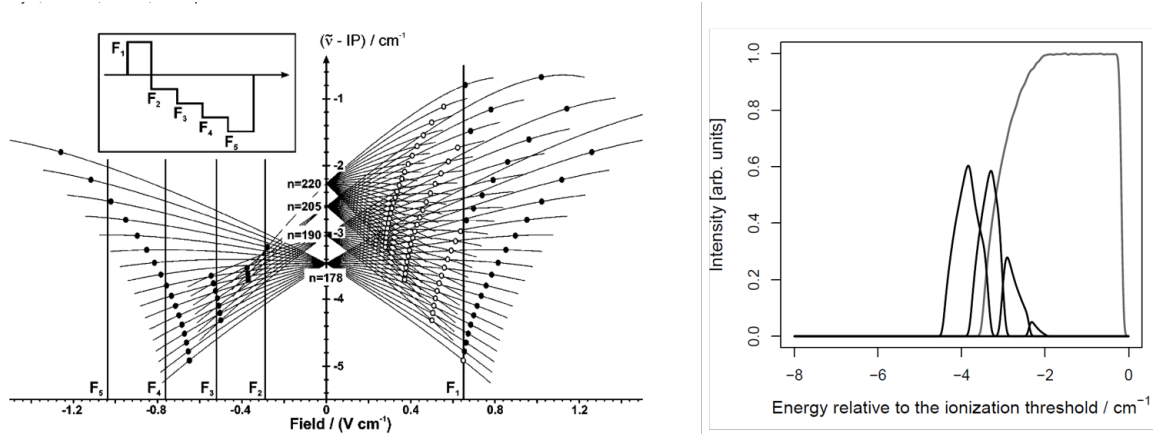 (ṽ - IP) / cm⁻¹
F₁
F₂
F₃
F₄
F₅
-1
-2
n=220
n=205
n=190
-3
n=178
-4
-5
F₅ F₄ F₃ F₂ F₁
-1.2 -0.8 -0.4 0 0.4 0.8 1.2
Field / (V cm⁻¹)
Intensity [arb. units]
1.0
0.8
0.6
0.4
0.2
0.0
−8 −6 −4 −2 0
Energy relative to the ionization threshold / cm⁻¹